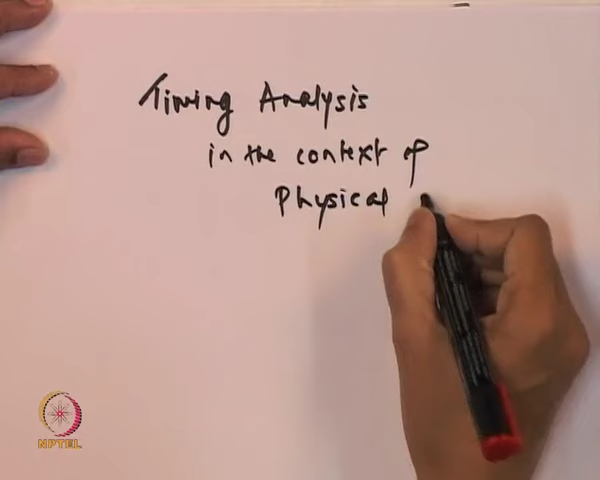 Timing Analysis
in the context of
Physical
NPTEL